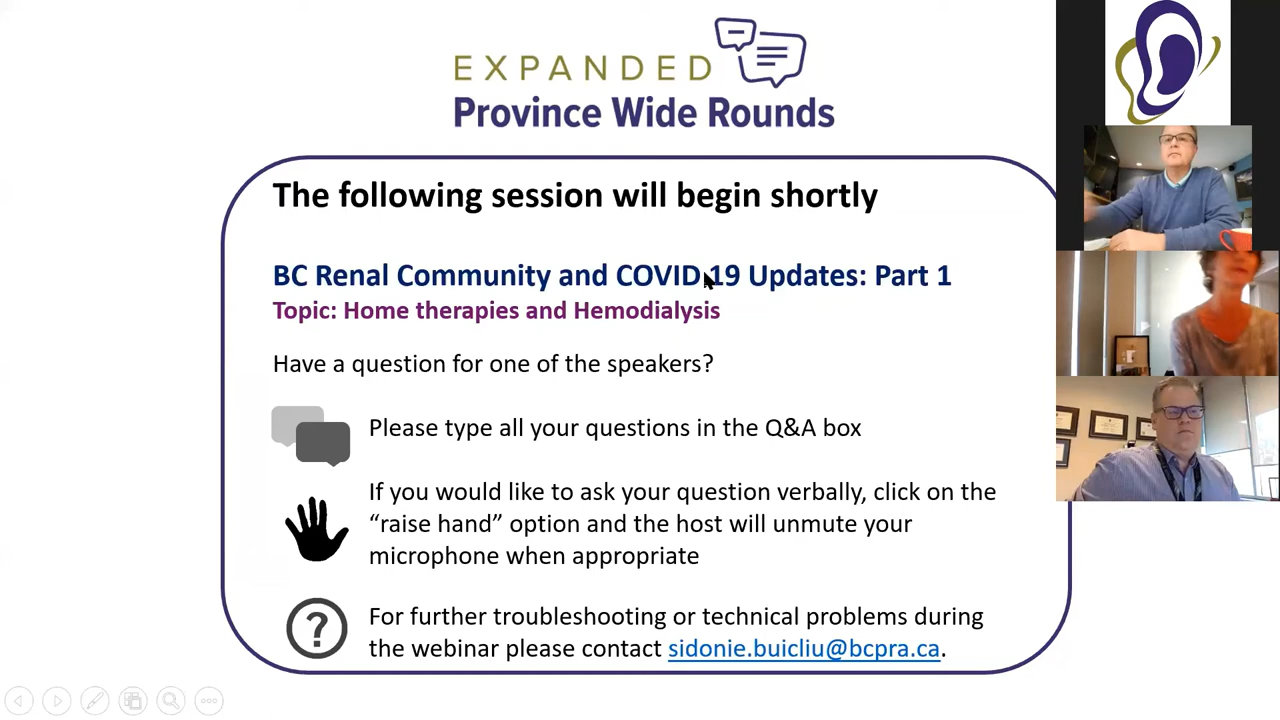 EXPANDED
Province Wide Rounds
The following session will begin shortly
BC Renal Community and COVID-19 Updates: Part 1
Topic: Home therapies and Hemodialysis
Have a question for one of the speakers?
Please type all your questions in the Q&A box
If you would like to ask your question verbally, click on the
“raise hand” option and the host will unmute your
microphone when appropriate
For further troubleshooting or technical problems during
the webinar please contact sidonie.buicliu@bcpra.ca.